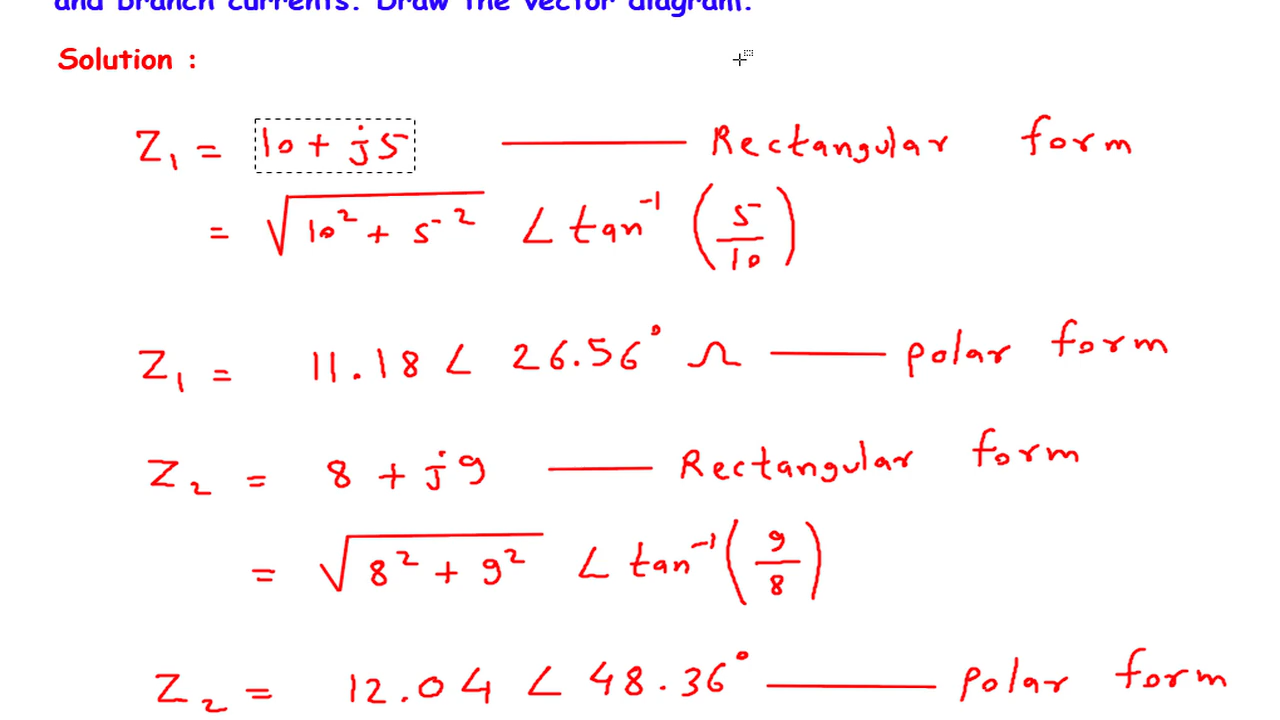 and branch currents. Draw the vector diagram.
Solution :
Z₁ = 10 + j5 —— Rectangular form
= √(10² + 5²) ∠ tan⁻¹ (5/10)
Z₁ = 11.18 ∠ 26.56° Ω —— polar form
Z₂ = 8 + j9 —— Rectangular form
= √(8² + 9²) ∠ tan⁻¹ (9/8)
Z₂ = 12.04 ∠ 48.36° —— polar form